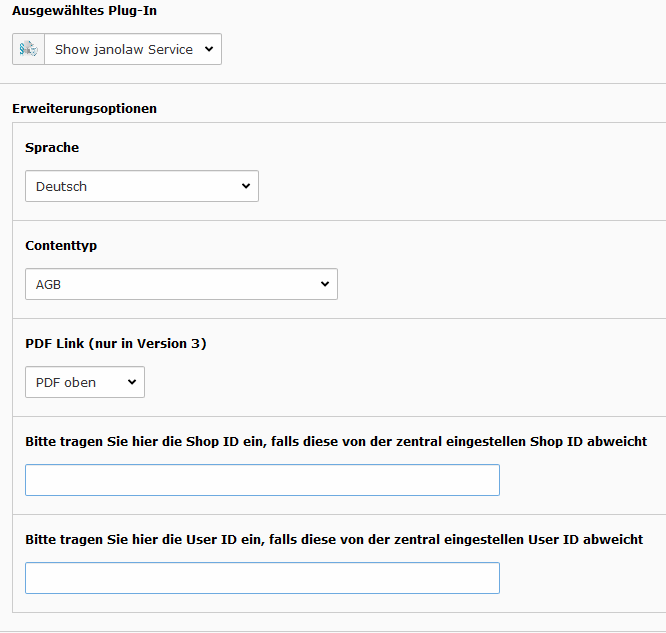 Ausgewähltes Plug-In
Show janolaw Service
Erweiterungsoptionen
Sprache
Deutsch
Contenttyp
AGB
PDF Link (nur in Version 3)
PDF oben
Bitte tragen Sie hier die Shop ID ein, falls diese von der zentral eingestellen Shop ID abweicht
Bitte tragen Sie hier die User ID ein, falls diese von der zentral eingestellen User ID abweicht